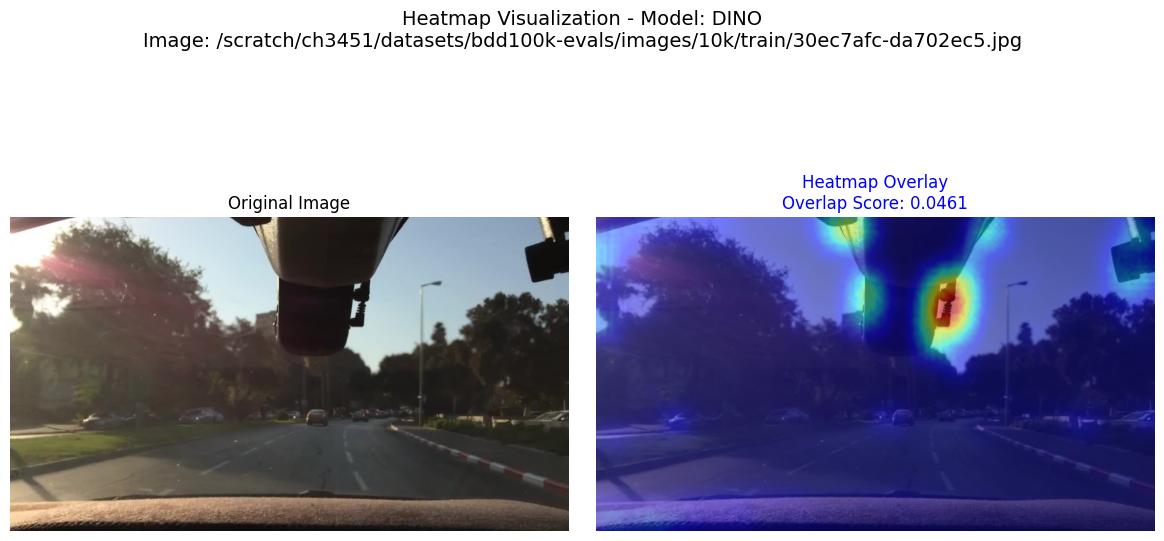 Heatmap Visualization - Model: DINO
Image: /scratch/ch3451/datasets/bdd100k-evals/images/10k/train/30ec7afc-da702ec5.jpg
Original Image
Heatmap Overlay
Overlap Score: 0.0461